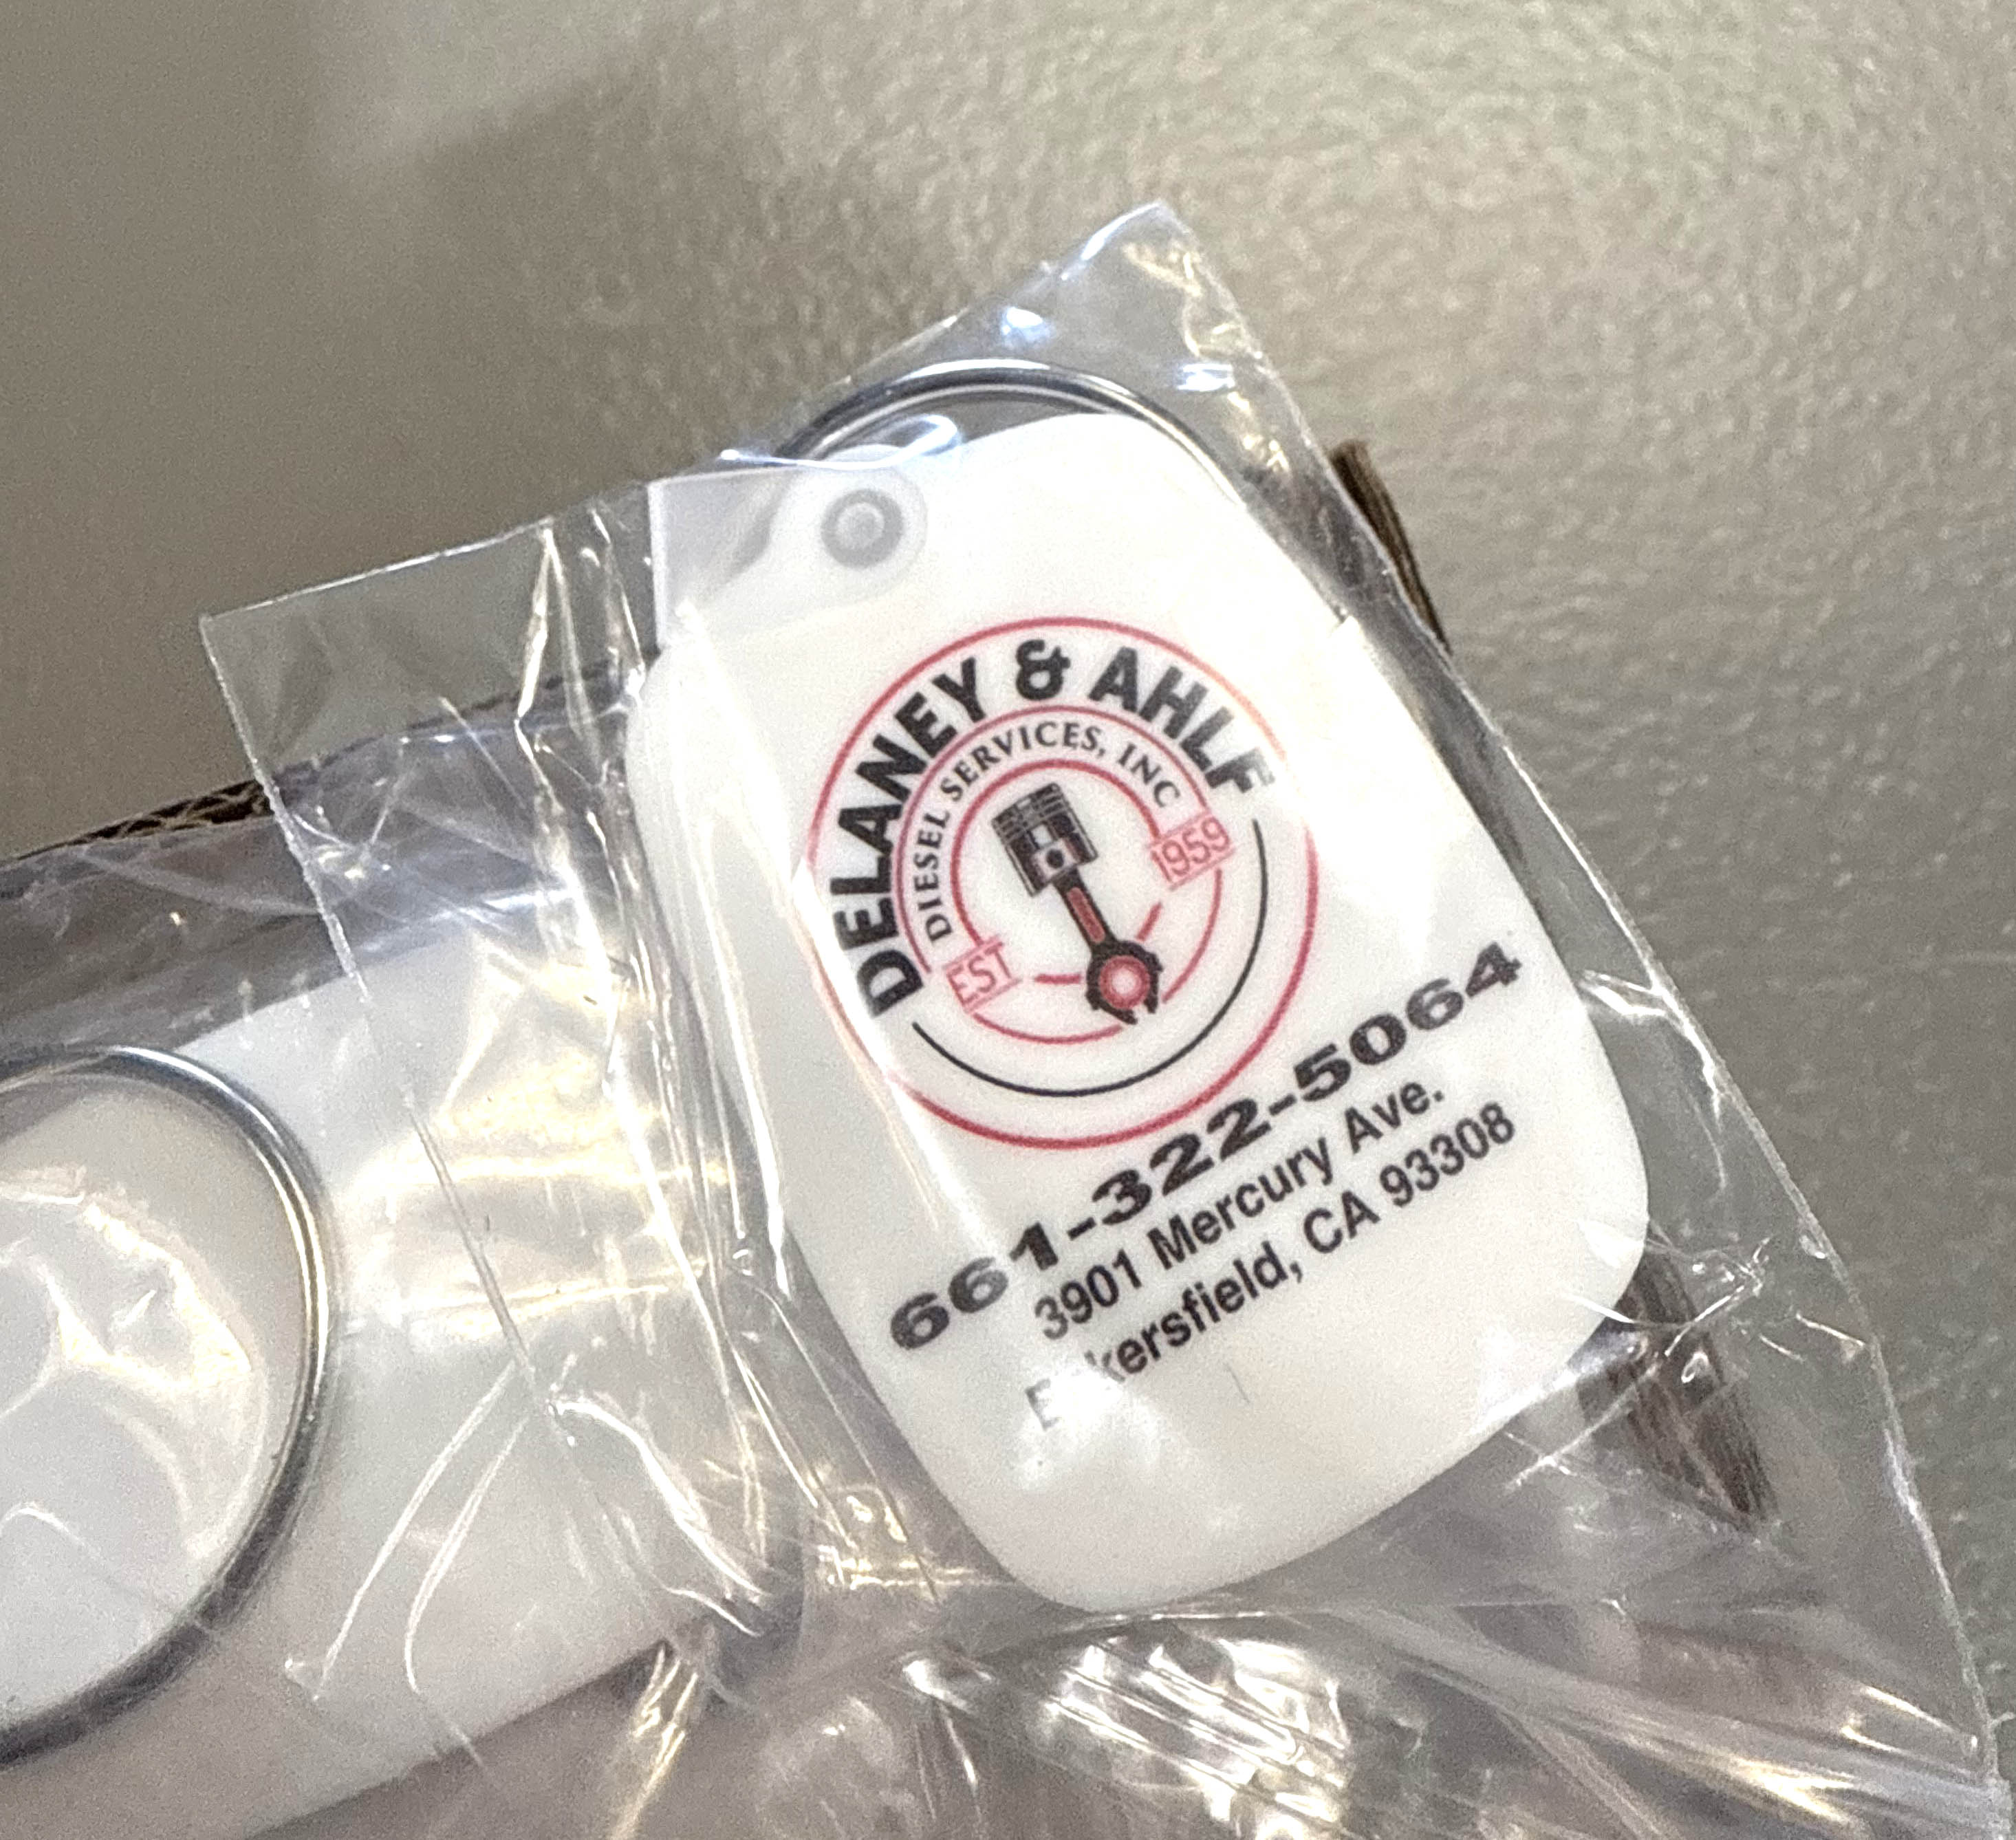 DELANEY & AHLF
DIESEL SERVICES, INC
EST 1959
661-322-5064
3901 Mercury Ave.
Bakersfield, CA 93308